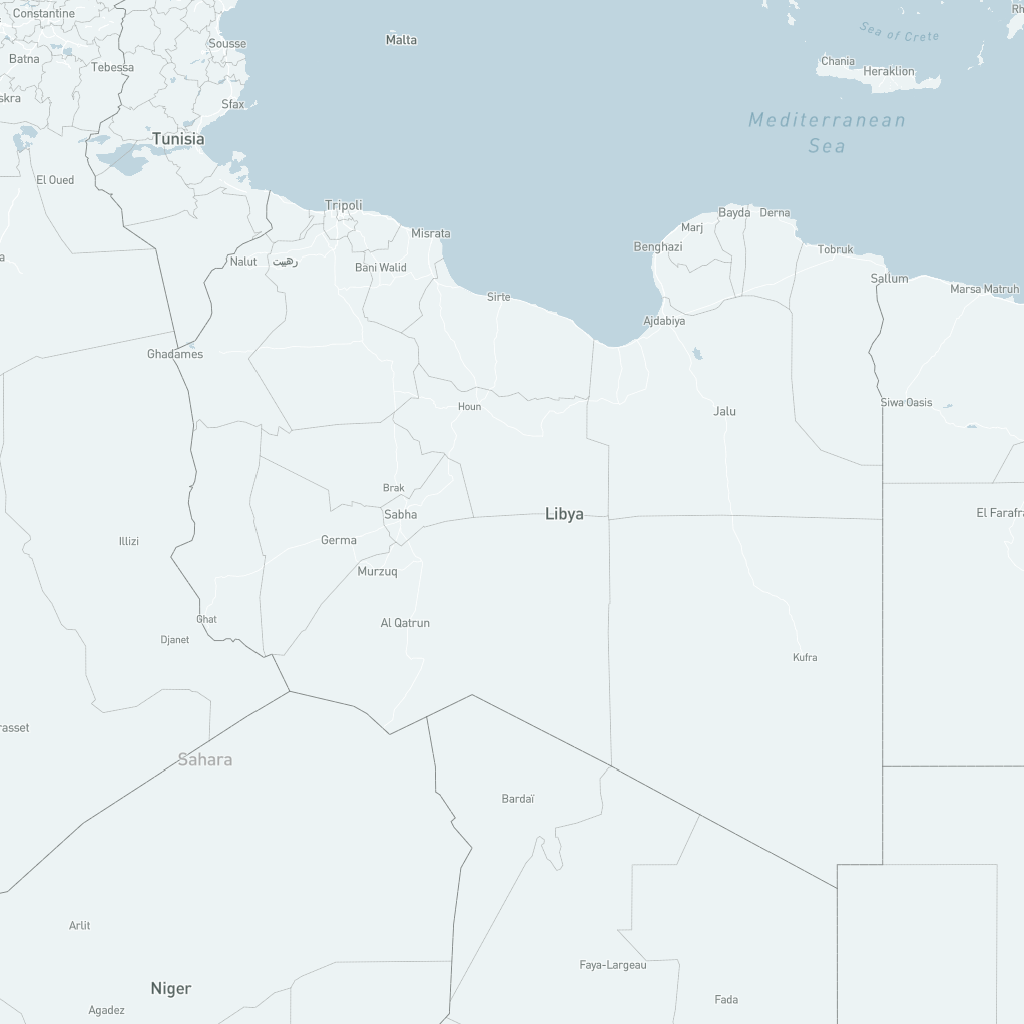 Constantine
Rh
Sea of Crete
Malta
Sousse
Batna
Tebessa
Chania
Heraklion
skra
Sfax
Mediterranean
Sea
Tunisia
El Oued
Tripoli
Bayda
Derna
Marj
Misrata
Benghazi
Tobruk
a
Nalut
Bani Walid
Sallum
Marsa Matruh
Sirte
Ajdabiya
Ghadames
Siwa Oasis
Houn
Jalu
Brak
Sabha
Libya
El Farafra
Illizi
Germa
Murzuq
Ghat
Al Qatrun
Djanet
Kufra
rasset
Sahara
Bardaï
Arlit
Faya-Largeau
Niger
Fada
Agadez